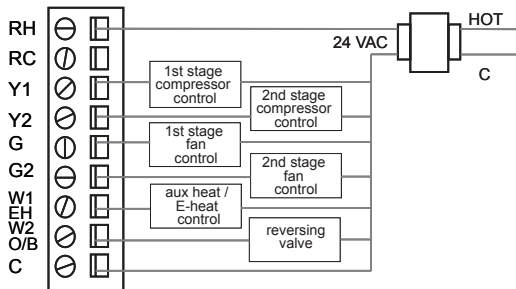 RH
HOT
24 VAC
RC
C
1st stage
compressor
control
Y1
2nd stage
compressor
control
Y2
1st stage
fan
control
G
2nd stage
fan
control
G2
aux heat /
E-heat
control
W1
EH
W2
O/B
reversing
valve
C